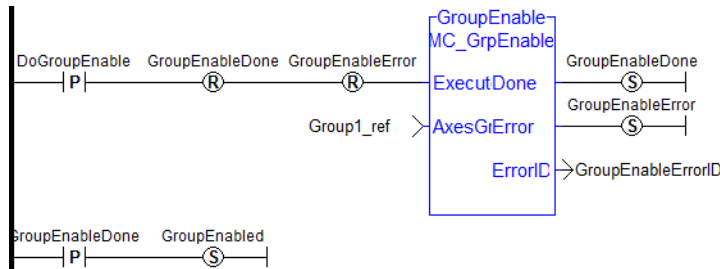 GroupEnable
MC_GrpEnable
DoGroupEnable GroupEnableDone GroupEnableError GroupEnableDone
P R R ExecutDone S
GroupEnableError
Group1_ref AxesGrError S
ErrorID GroupEnableErrorID
GroupEnableDone GroupEnabled
P S